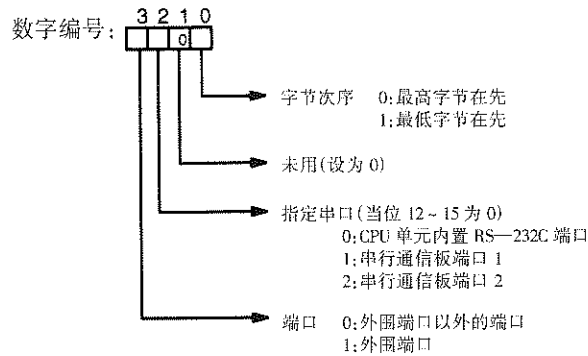 3 2 1 0
数字编号:
0
字节次序 0:最高字节在先
1:最低字节在先
未用(设为 0)
指定串口(当位 12~15 为 0)
0:CPU 单元内置 RS—232C 端口
1:串行通信板端口 1
2:串行通信板端口 2
端口 0:外围端口以外的端口
1:外围端口